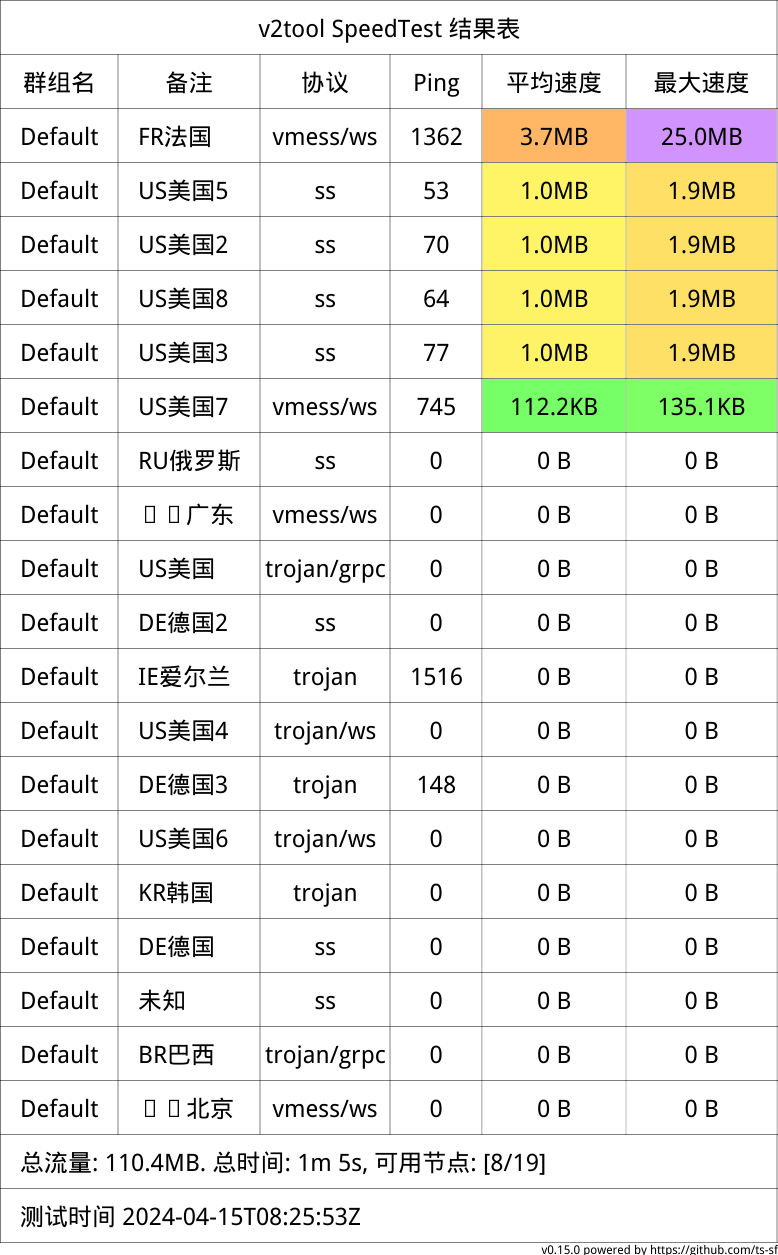 v2tool SpeedTest 结果表
群组名 备注 协议 Ping 平均速度 最大速度
Default FR法国 vmess/ws 1362 3.7MB 25.0MB
Default US美国5 ss 53 1.0MB 1.9MB
Default US美国2 ss 70 1.0MB 1.9MB
Default US美国8 ss 64 1.0MB 1.9MB
Default US美国3 ss 77 1.0MB 1.9MB
Default US美国7 vmess/ws 745 112.2KB 135.1KB
Default RU俄罗斯 ss 0 0 B 0 B
Default 广东 vmess/ws 0 0 B 0 B
Default US美国 trojan/grpc 0 0 B 0 B
Default DE德国2 ss 0 0 B 0 B
Default IE爱尔兰 trojan 1516 0 B 0 B
Default US美国4 trojan/ws 0 0 B 0 B
Default DE德国3 trojan 148 0 B 0 B
Default US美国6 trojan/ws 0 0 B 0 B
Default KR韩国 trojan 0 0 B 0 B
Default DE德国 ss 0 0 B 0 B
Default 未知 ss 0 0 B 0 B
Default BR巴西 trojan/grpc 0 0 B 0 B
Default 北京 vmess/ws 0 0 B 0 B
总流量: 110.4MB. 总时间: 1m 5s, 可用节点: [8/19]
测试时间 2024-04-15T08:25:53Z
v0.15.0 powered by https://github.com/ts-sf